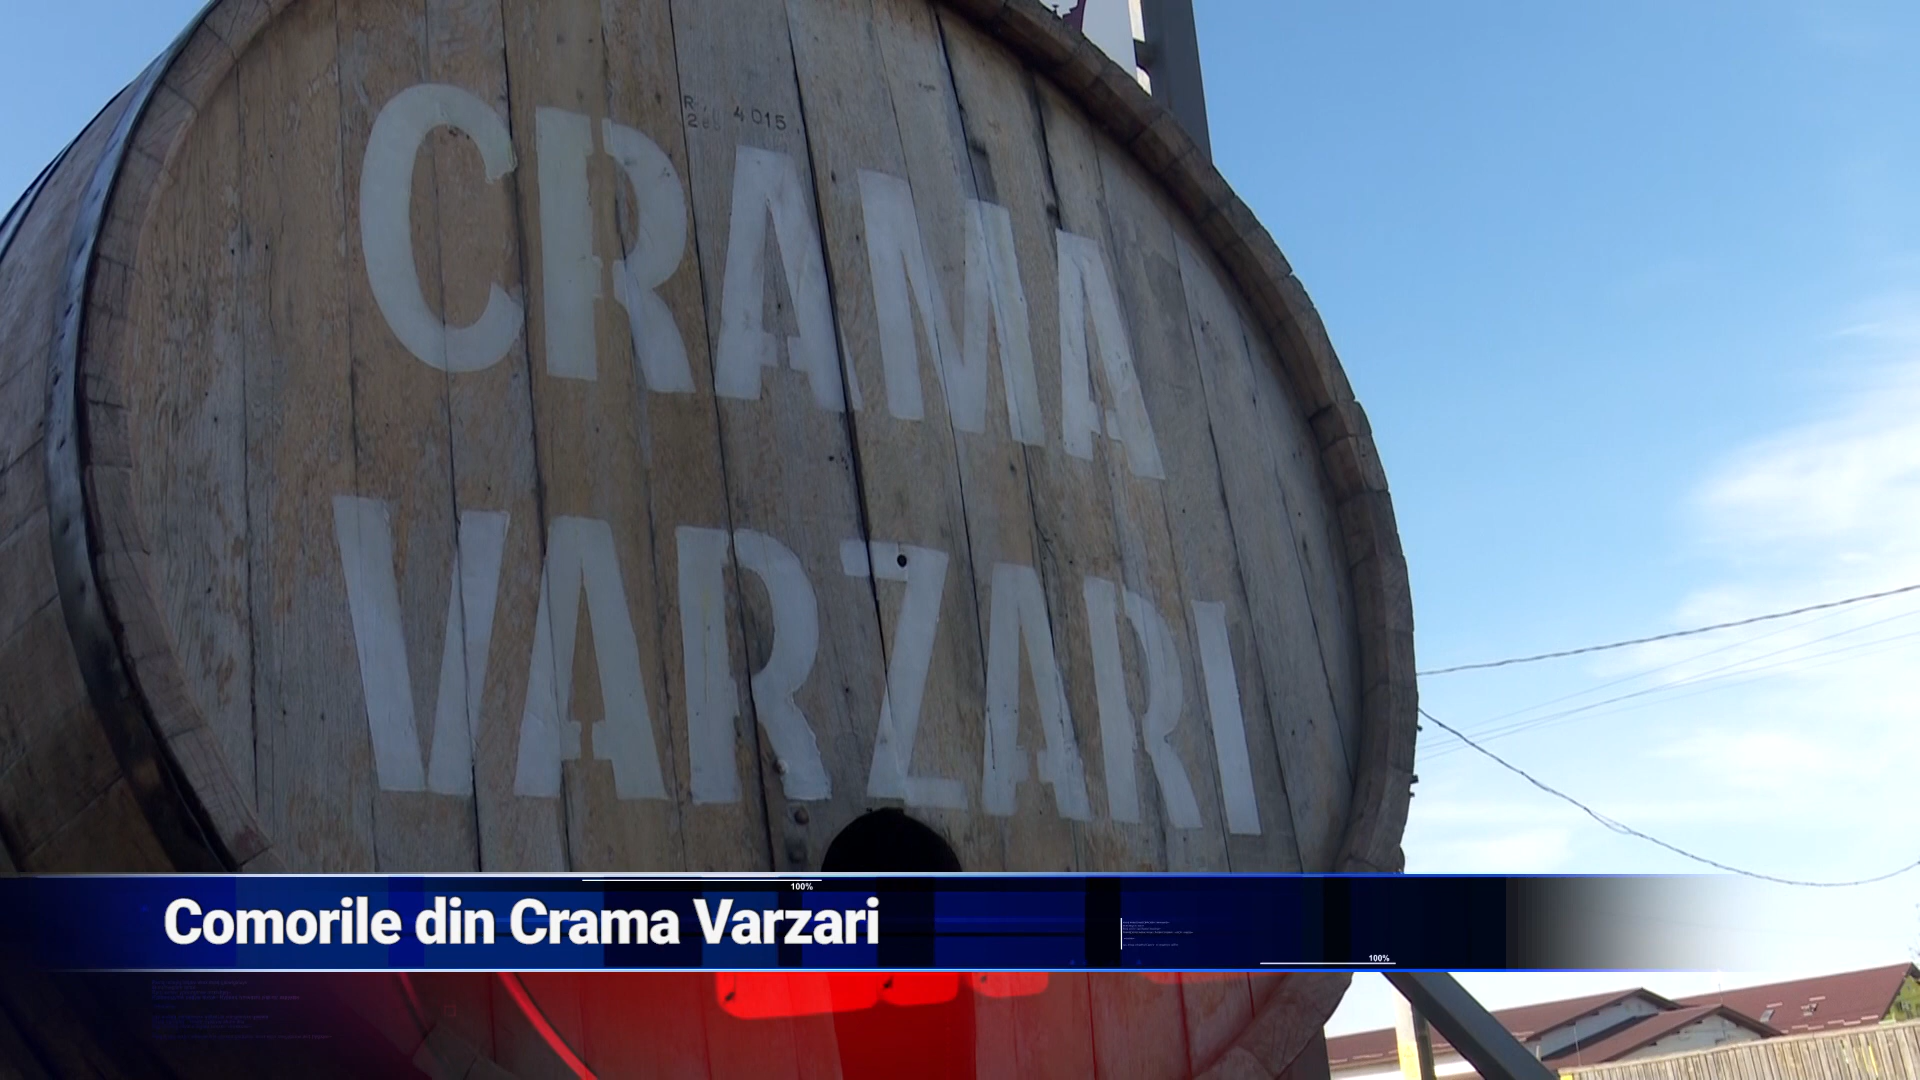 4015
CRAMA
VARZARI
100%
Comorile din Crama Varzari
100%